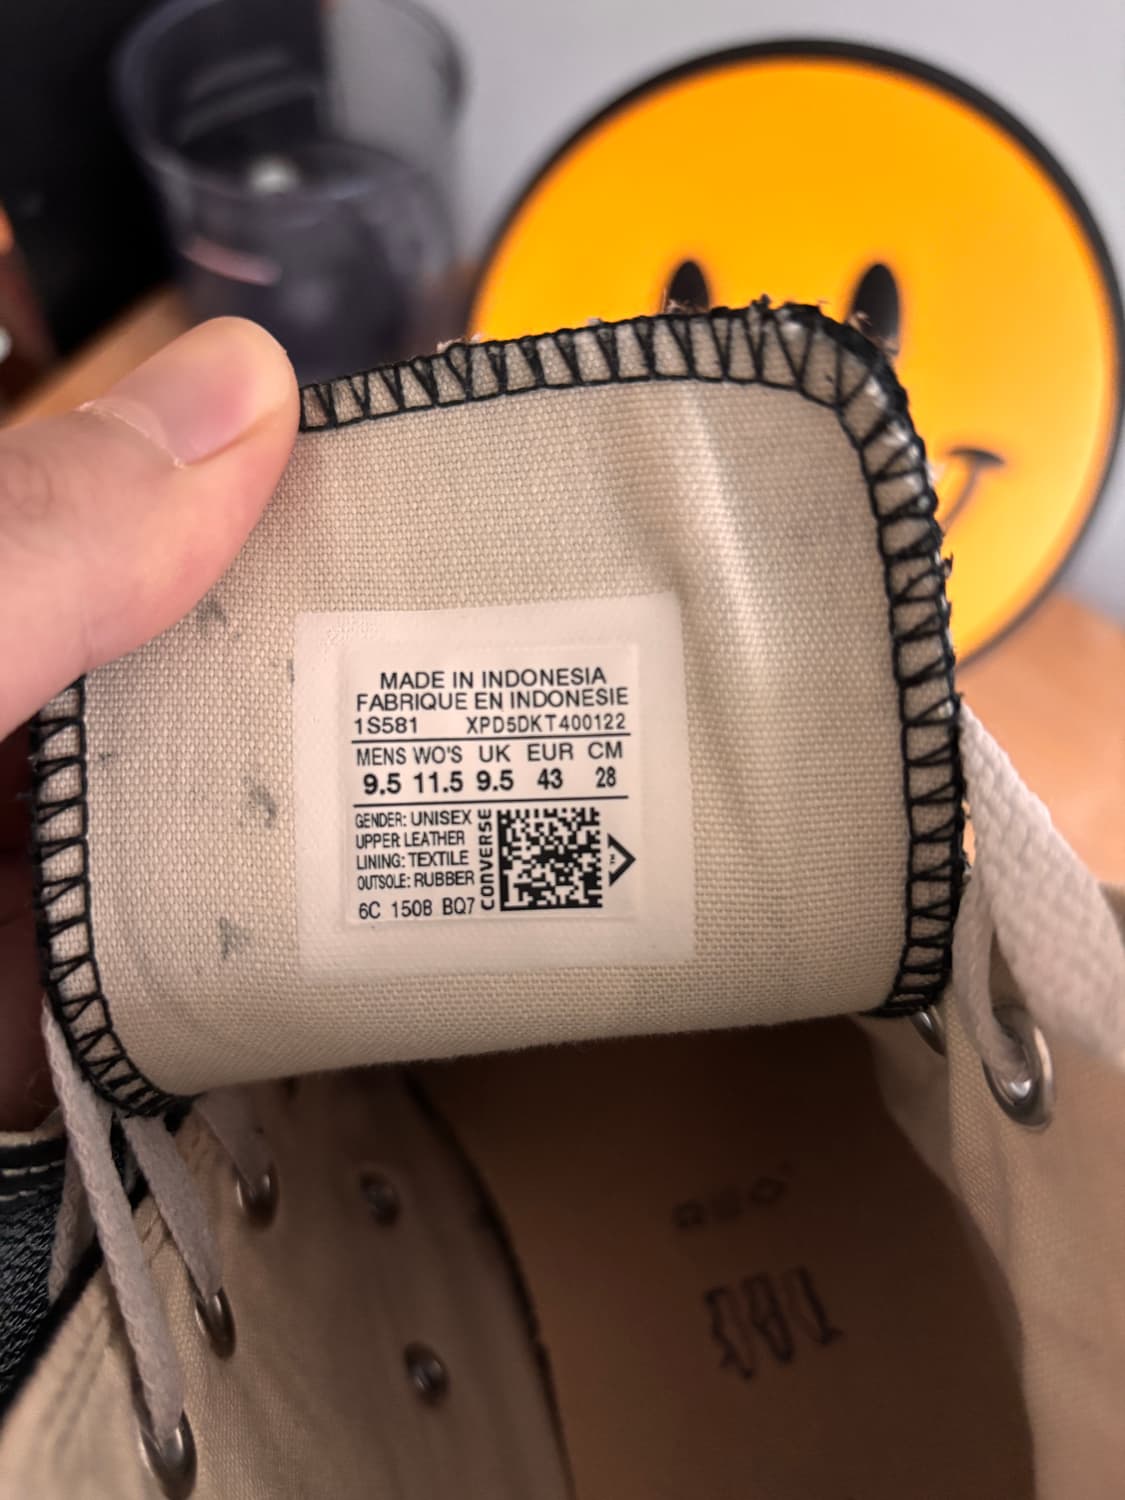 MADE IN INDONESIA
FABRIQUE EN INDONESIE
1S581 XPD5DKT400122
MENS WO'S UK EUR CM
9.5 11.5 9.5 43 28
GENDER: UNISEX
UPPER: LEATHER
LINING: TEXTILE
OUTSOLE: RUBBER
6C 1508 BQ7
CONVERSE